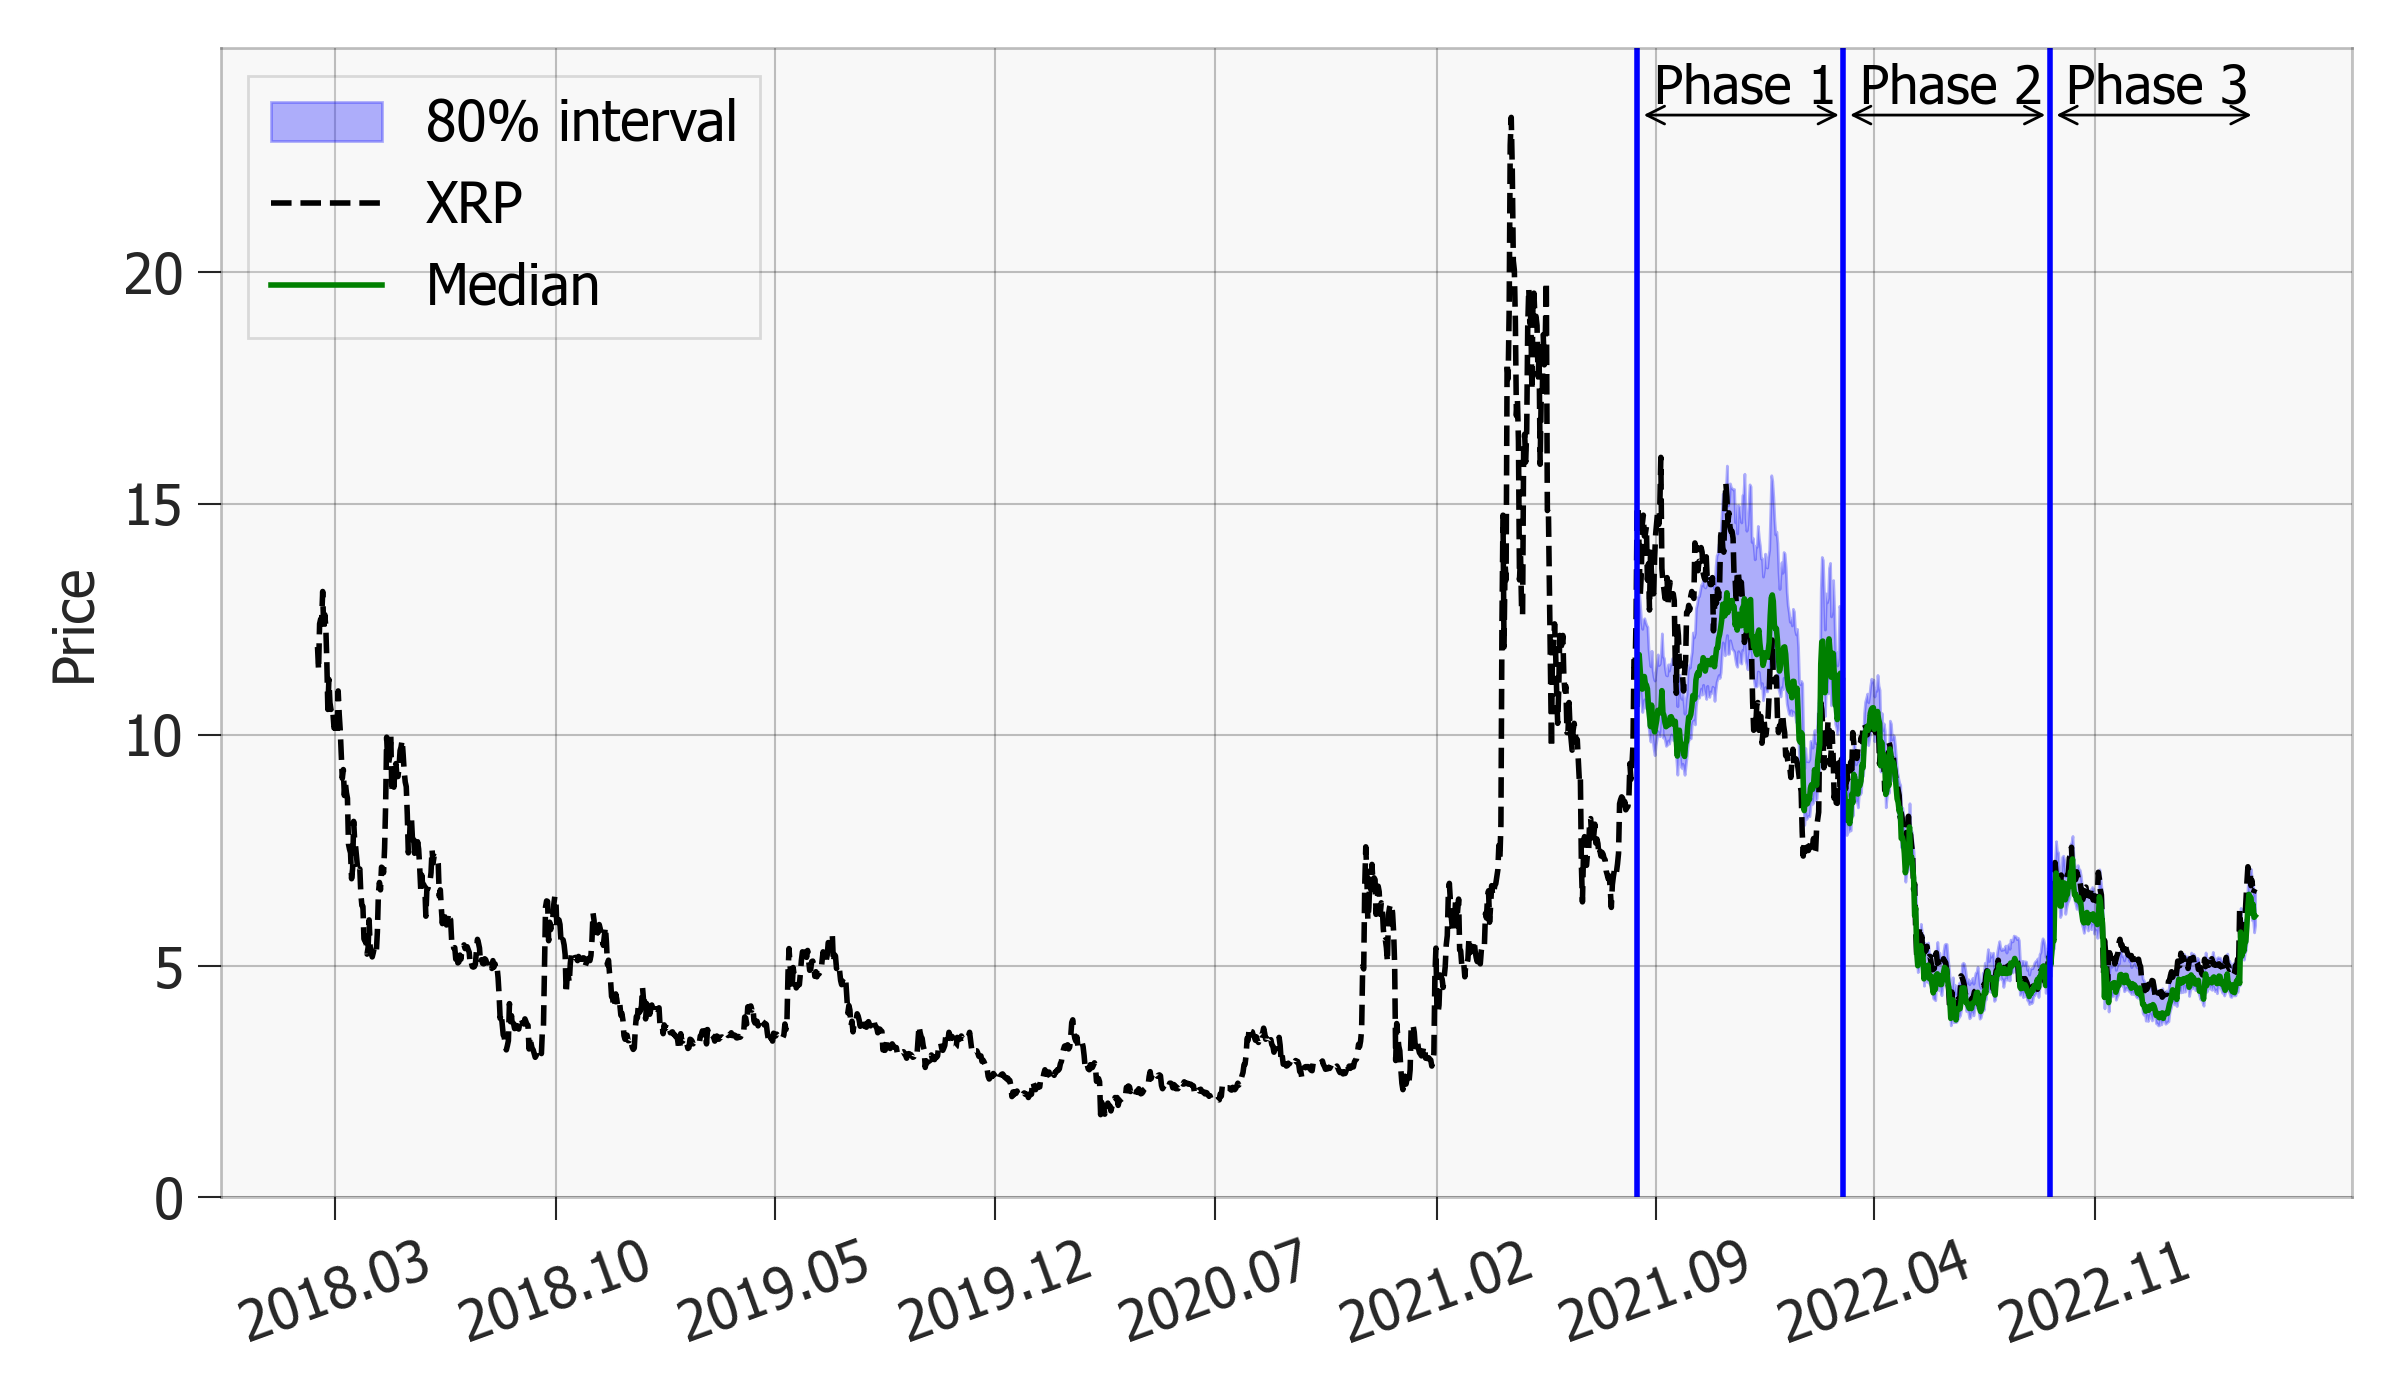 80% interval
XRP
Median
Phase 1
Phase 2
Phase 3
Price
20
15
10
5
0
2018.03
2018.10
2019.05
2019.12
2020.07
2021.02
2021.09
2022.04
2022.11